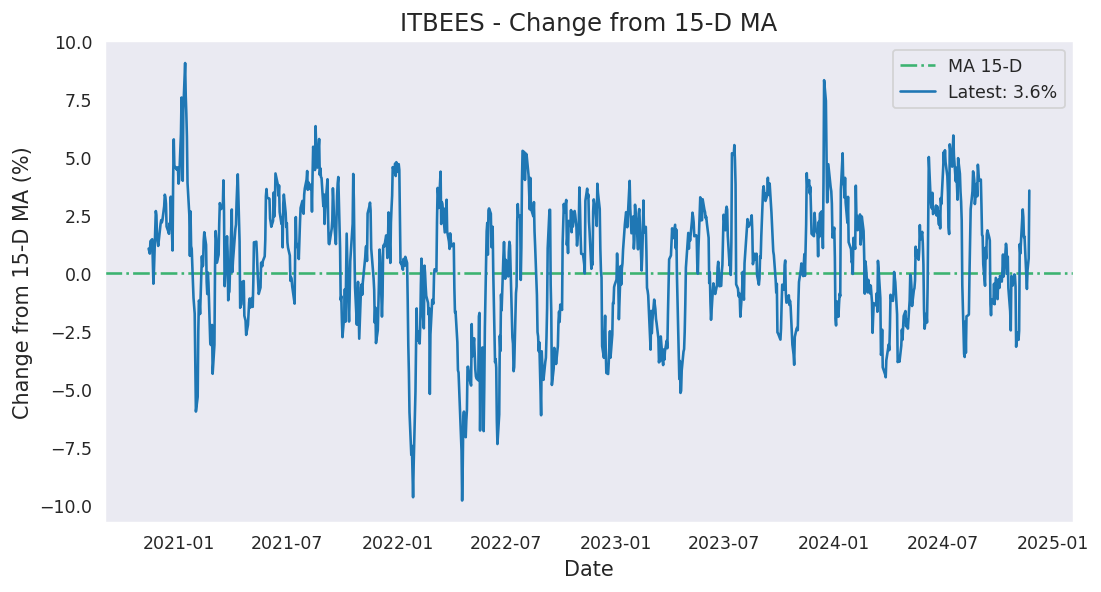 ITBEES - Change from 15-D MA
10.0
7.5
5.0
2.5
0.0
−2.5
−5.0
−7.5
−10.0
Change from 15-D MA (%)
MA 15-D
Latest: 3.6%
2021-01 2021-07 2022-01 2022-07 2023-01 2023-07 2024-01 2024-07 2025-01
Date